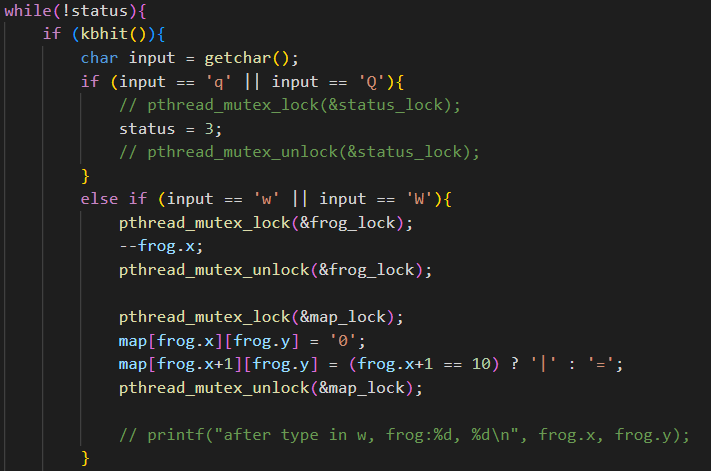 while(!status){
if (kbhit()){
char input = getchar();
if (input == 'q' || input == 'Q'){
// pthread_mutex_lock(&status_lock);
status = 3;
// pthread_mutex_unlock(&status_lock);
}
else if (input == 'w' || input == 'W'){
pthread_mutex_lock(&frog_lock);
--frog.x;
pthread_mutex_unlock(&frog_lock);
pthread_mutex_lock(&map_lock);
map[frog.x][frog.y] = '0';
map[frog.x+1][frog.y] = (frog.x+1 == 10) ? '|' : '=';
pthread_mutex_unlock(&map_lock);
// printf("after type in w, frog:%d, %d\n", frog.x, frog.y);
}